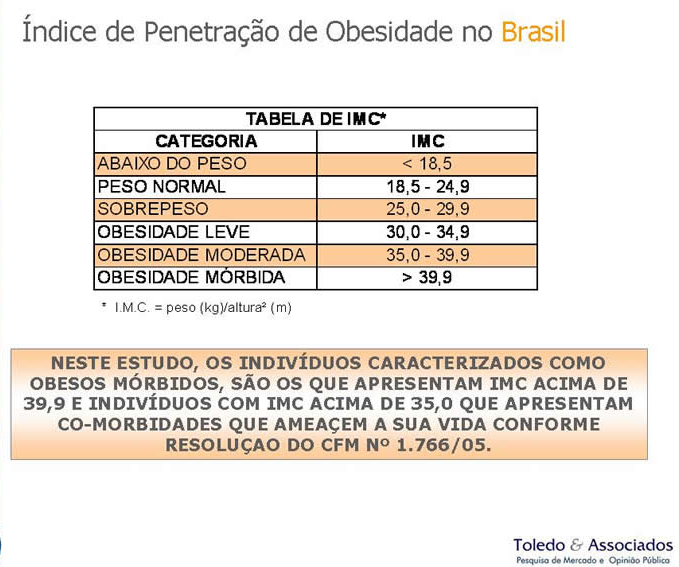 Índice de Penetração de Obesidade no Brasil
TABELA DE IMC*
CATEGORIA IMC
ABAIXO DO PESO < 18,5
PESO NORMAL 18,5 - 24,9
SOBREPESO 25,0 - 29,9
OBESIDADE LEVE 30,0 - 34,9
OBESIDADE MODERADA 35,0 - 39,9
OBESIDADE MÓRBIDA > 39,9
* I.M.C. = peso (kg)/altura² (m)
NESTE ESTUDO, OS INDIVÍDUOS CARACTERIZADOS COMO
OBESOS MÓRBIDOS, SÃO OS QUE APRESENTAM IMC ACIMA DE
39,9 E INDIVÍDUOS COM IMC ACIMA DE 35,0 QUE APRESENTAM
CO-MORBIDADES QUE AMEAÇEM A SUA VIDA CONFORME
RESOLUÇAO DO CFM Nº 1.766/05.
Toledo & Associados
Pesquisa de Mercado e Opinião Pública